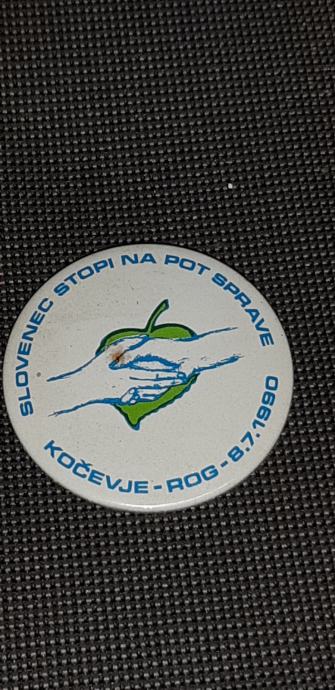 SLOVENEC STOPI NA POT SPRAVE
KOČEVJE - ROG - 8.7.1990